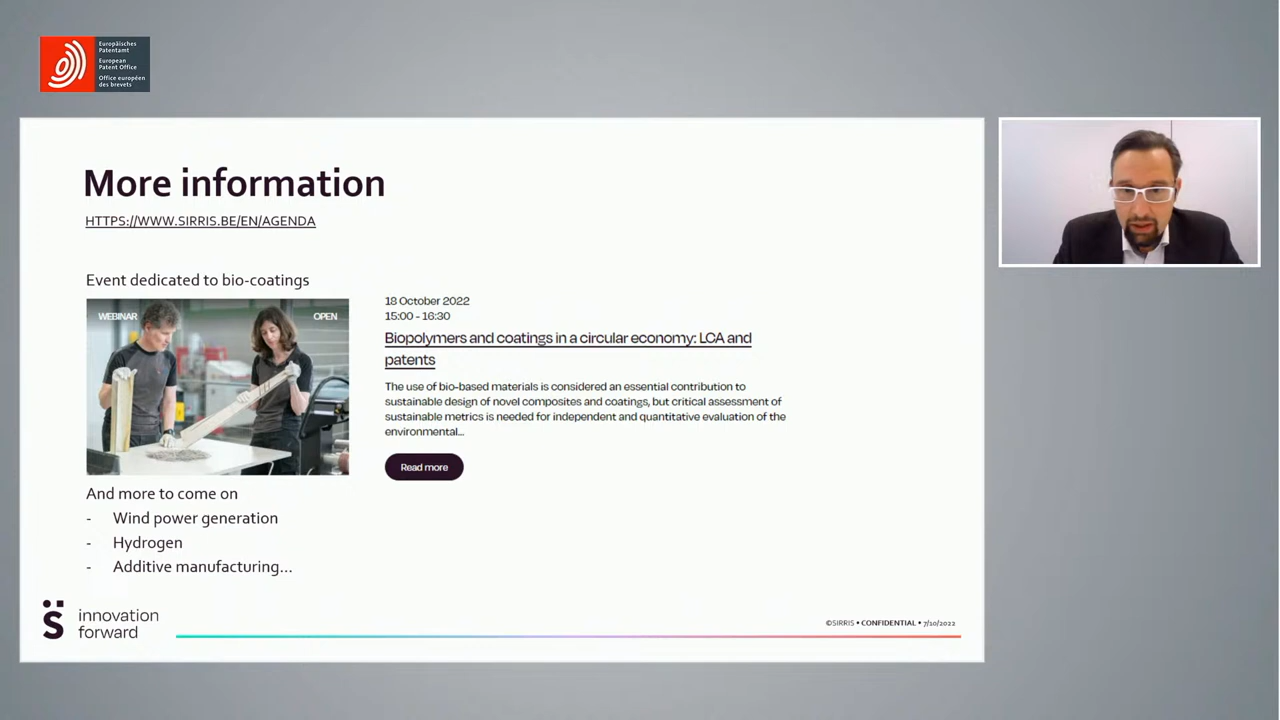 Europäisches
Patentamt
European
Patent Office
Office européen
des brevets
More information
HTTPS://WWW.SIRRIS.BE/EN/AGENDA
Event dedicated to bio-coatings
WEBINAR
OPEN
18 October 2022
15:00 - 16:30
Biopolymers and coatings in a circular economy: LCA and
patents
The use of bio-based materials is considered an essential contribution to
sustainable design of novel composites and coatings, but critical assessment of
sustainable metrics is needed for independent and quantitative evaluation of the
environmental...
Read more
And more to come on
- Wind power generation
- Hydrogen
- Additive manufacturing...
innovation
forward
©SIRRIS • CONFIDENTIAL • 7/10/2022